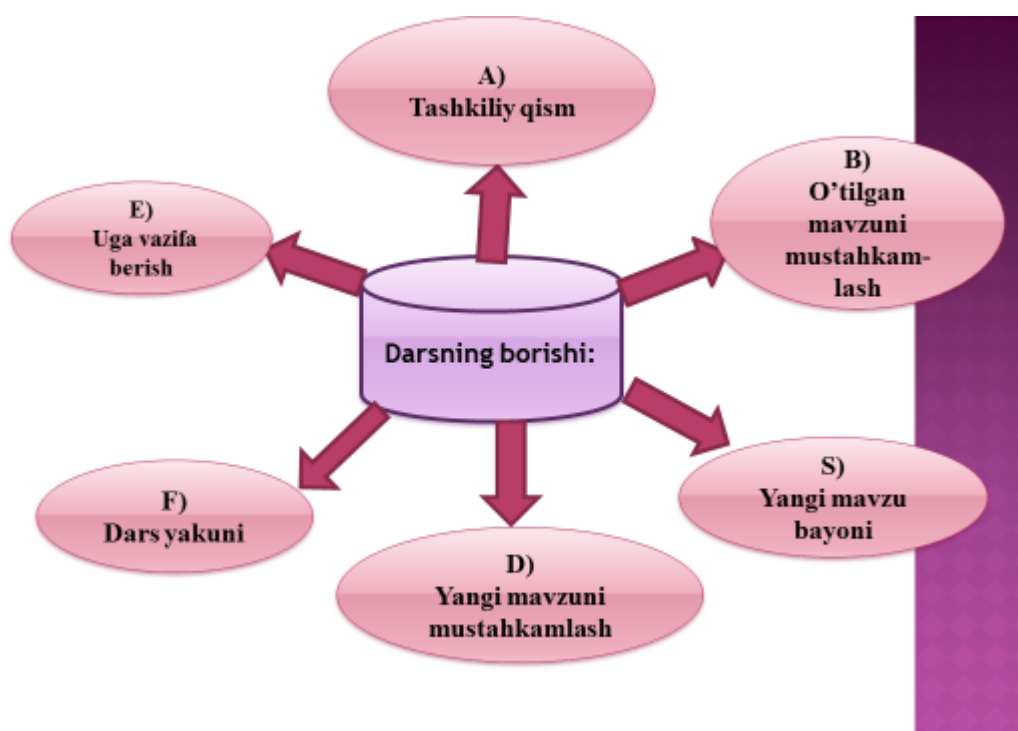 A)
Tashkiliy qism
B)
O’tilgan
mavzuni
mustahkam-
lash
E)
Uga vazifa
berish
Darsning borishi:
S)
Yangi mavzu
bayoni
F)
Dars yakuni
D)
Yangi mavzuni
mustahkamlash